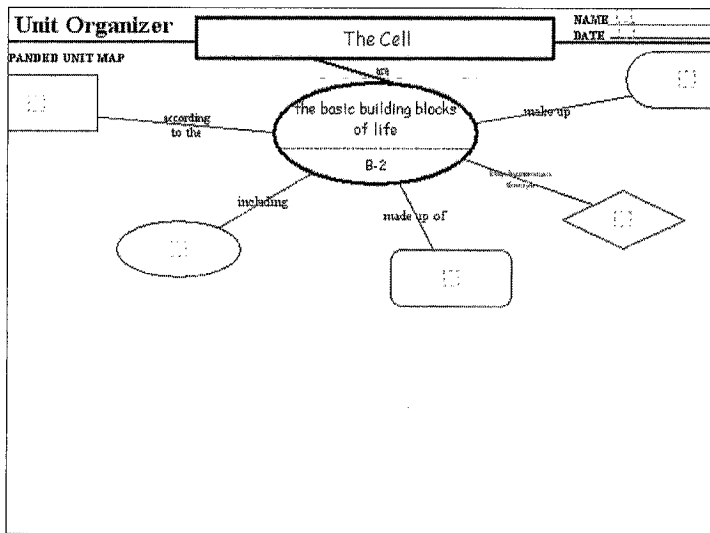 Unit Organizer
The Cell
NAME
DATE
PANDED UNIT MAP
are
the basic building blocks
of life
B-2
according
to the
make up
including
made up of